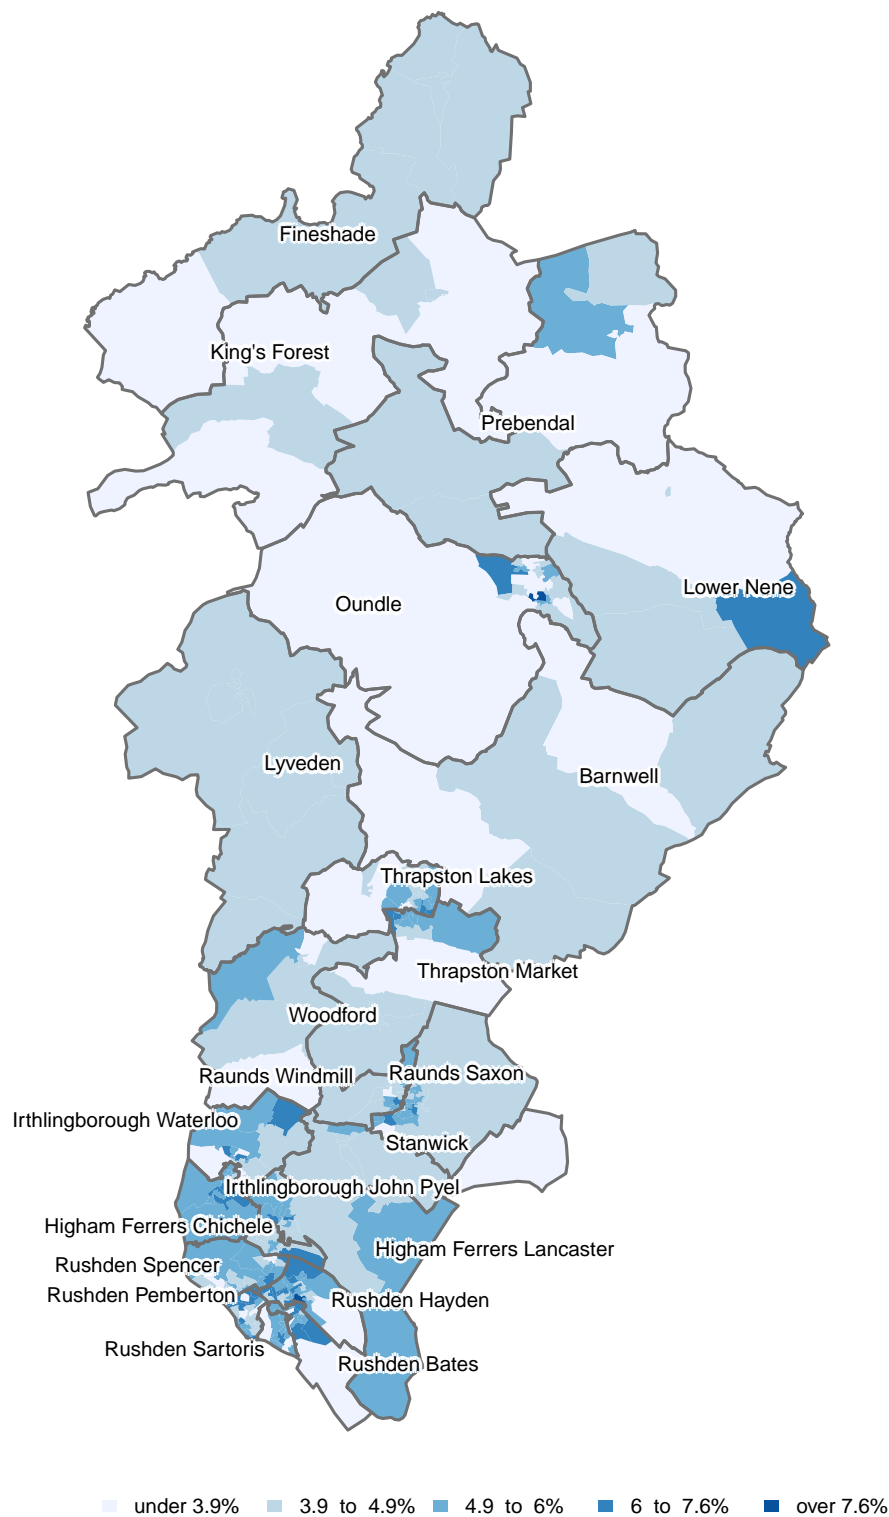 Fineshade
King's Forest
Prebendal
Lower Nene
Oundle
Lyveden
Barnwell
Thrapston Lakes
Thrapston Market
Woodford
Raunds Windmill
Raunds Saxon
Irthlingborough Waterloo
Stanwick
Irthlingborough John Pyel
Higham Ferrers Chichele
Higham Ferrers Lancaster
Rushden Spencer
Rushden Pemberton
Rushden Hayden
Rushden Sartoris
Rushden Bates
under 3.9% 3.9 to 4.9% 4.9 to 6% 6 to 7.6% over 7.6%